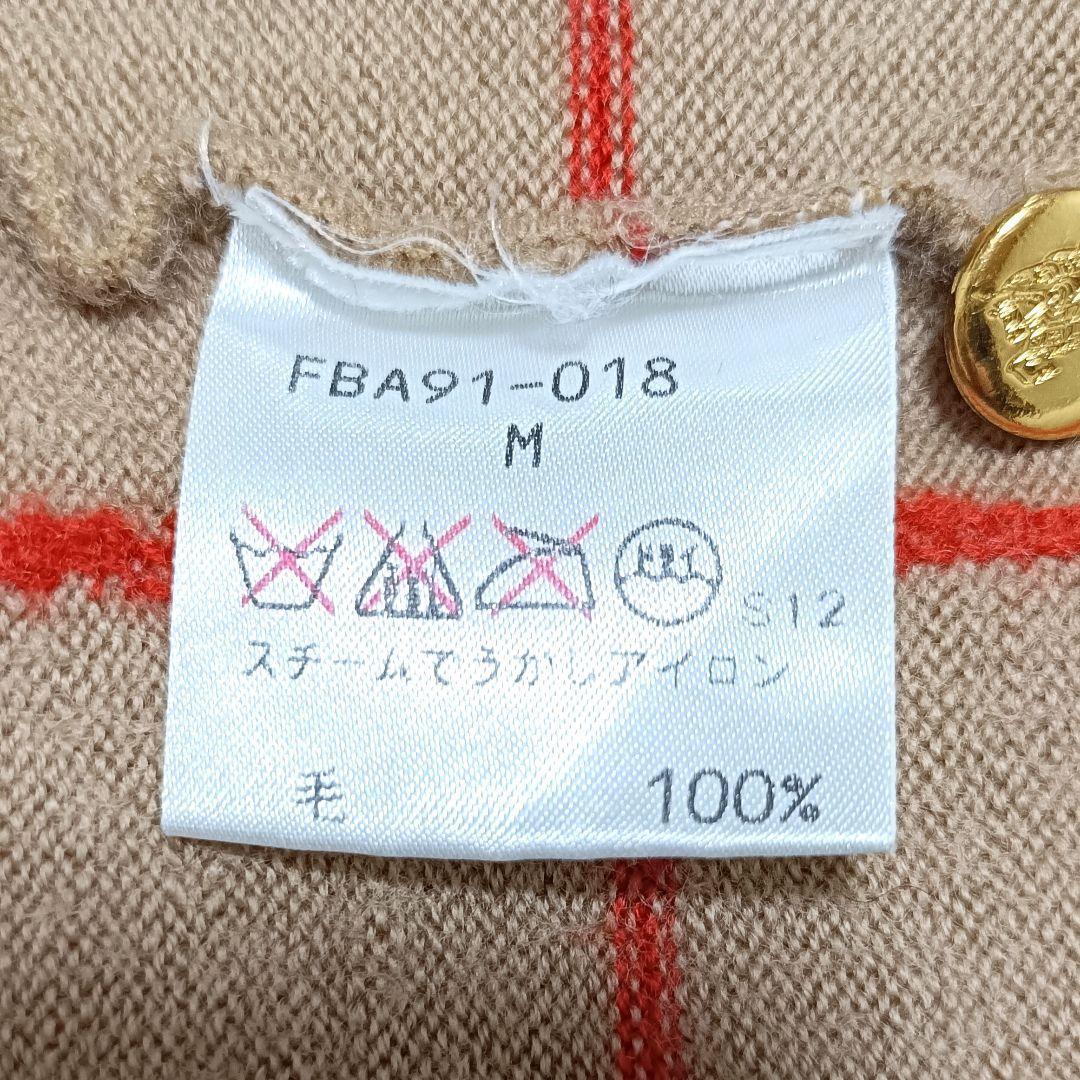 FBA91-018
M
ドライ S12
スチームでうかしアイロン
毛 100%